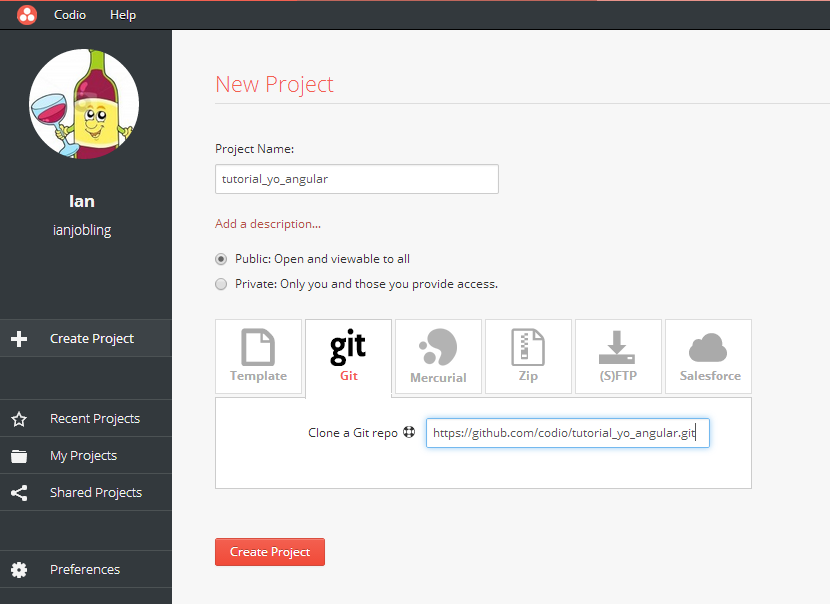 Codio Help
Ian
ianjobling
Create Project
Recent Projects
My Projects
Shared Projects
Preferences
New Project
Project Name:
tutorial_yo_angular
Add a description...
Public: Open and viewable to all
Private: Only you and those you provide access.
Template git Git Mercurial Zip (S)FTP Salesforce
Clone a Git repo https://github.com/codio/tutorial_yo_angular.git
Create Project